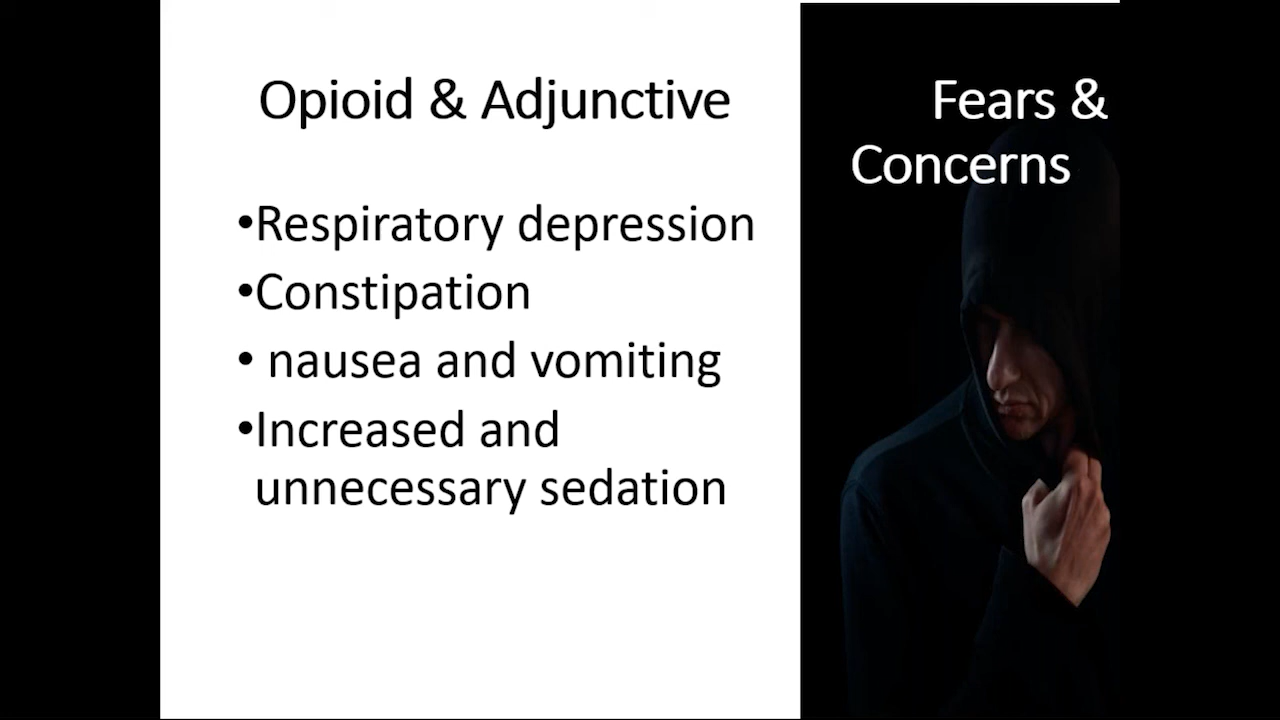 Opioid & Adjunctive Fears &
Concerns
•Respiratory depression
•Constipation
• nausea and vomiting
•Increased and
unnecessary sedation